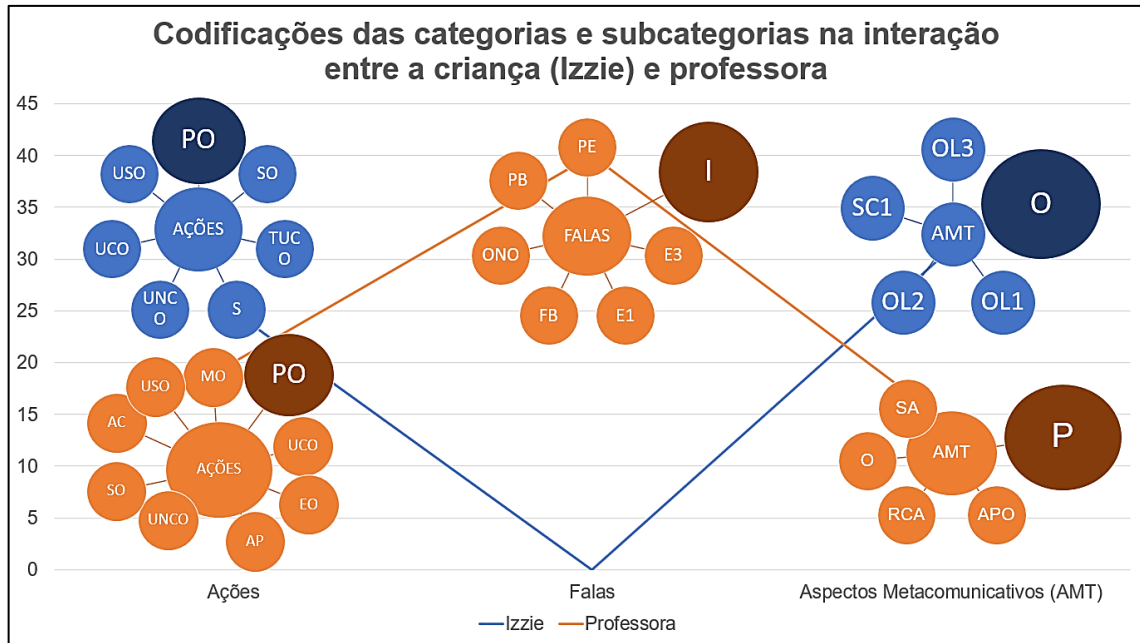 Codificações das categorias e subcategorias na interação
entre a criança (Izzie) e professora
45
40
35
30
25
20
15
10
5
0
PO
USO
SO
AÇÕES
UCO
TUC
O
UNC
O
S
PE
PB
I
FALAS
ONO
E3
FB
E1
OL3
SC1
O
AMT
OL2
OL1
MO
PO
USO
AC
UCO
AÇÕES
SO
EO
UNCO
AP
SA
P
AMT
O
RCA
APO
Ações
Falas
Aspectos Metacomunicativos (AMT)
Izzie
Professora